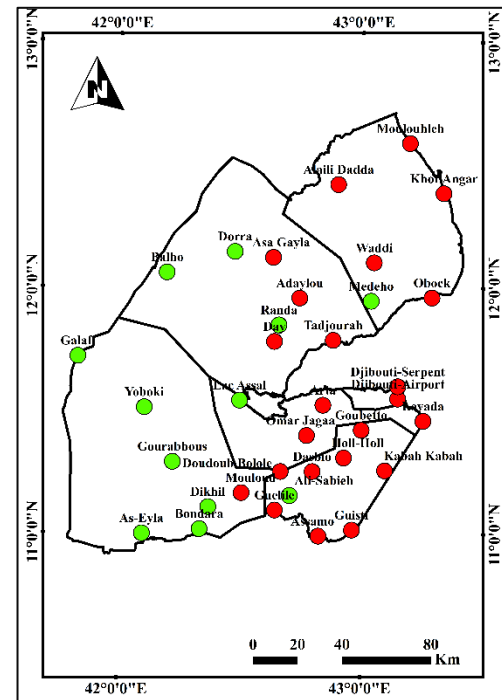 42°0'0"E 43°0'0"E
13°0'0"N
13°0'0"N
N
Moulouhleh
Amili Dadda
Khor Angar
Dorra
Asa Gayla
Waddi
Balho
12°0'0"N
Adaylou
Medeho
Obock
12°0'0"N
Randa
Day
Tadjourah
Galafi
Djibouti-Serpent
Djibouti-Airport
Yoboki
Lac Assal
Arta
Loyada
Omar Jagaa
Goubetto
Gourabbous
Holl-Holl
Doudoub Bolole
Dasbio
Kabah Kabah
Mouloud
Ali-Sabieh
Dikhil
Guelile
As-Eyla
Bondara
Assamo
Guisti
11°0'0"N
11°0'0"N
0 10 20 40 60 80
Km
42°0'0"E 43°0'0"E